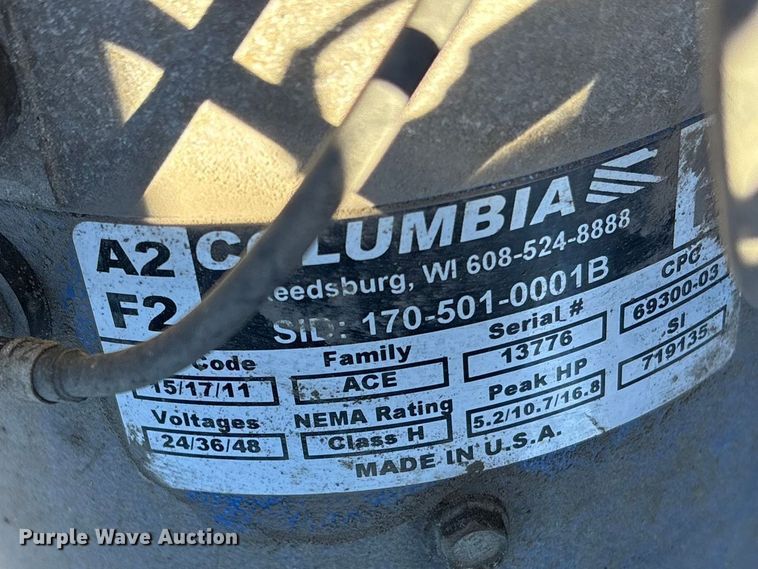 A2
F2
COLUMBIA
Reedsburg, WI 608-524-8888
SID: 170-501-0001B
Code Family Serial # CPG
15/17/11 ACE 13776 69300-03
Voltages NEMA Rating Peak HP SI
24/36/48 Class H 5.2/10.7/16.8 719135
MADE IN U.S.A.
Purple Wave Auction